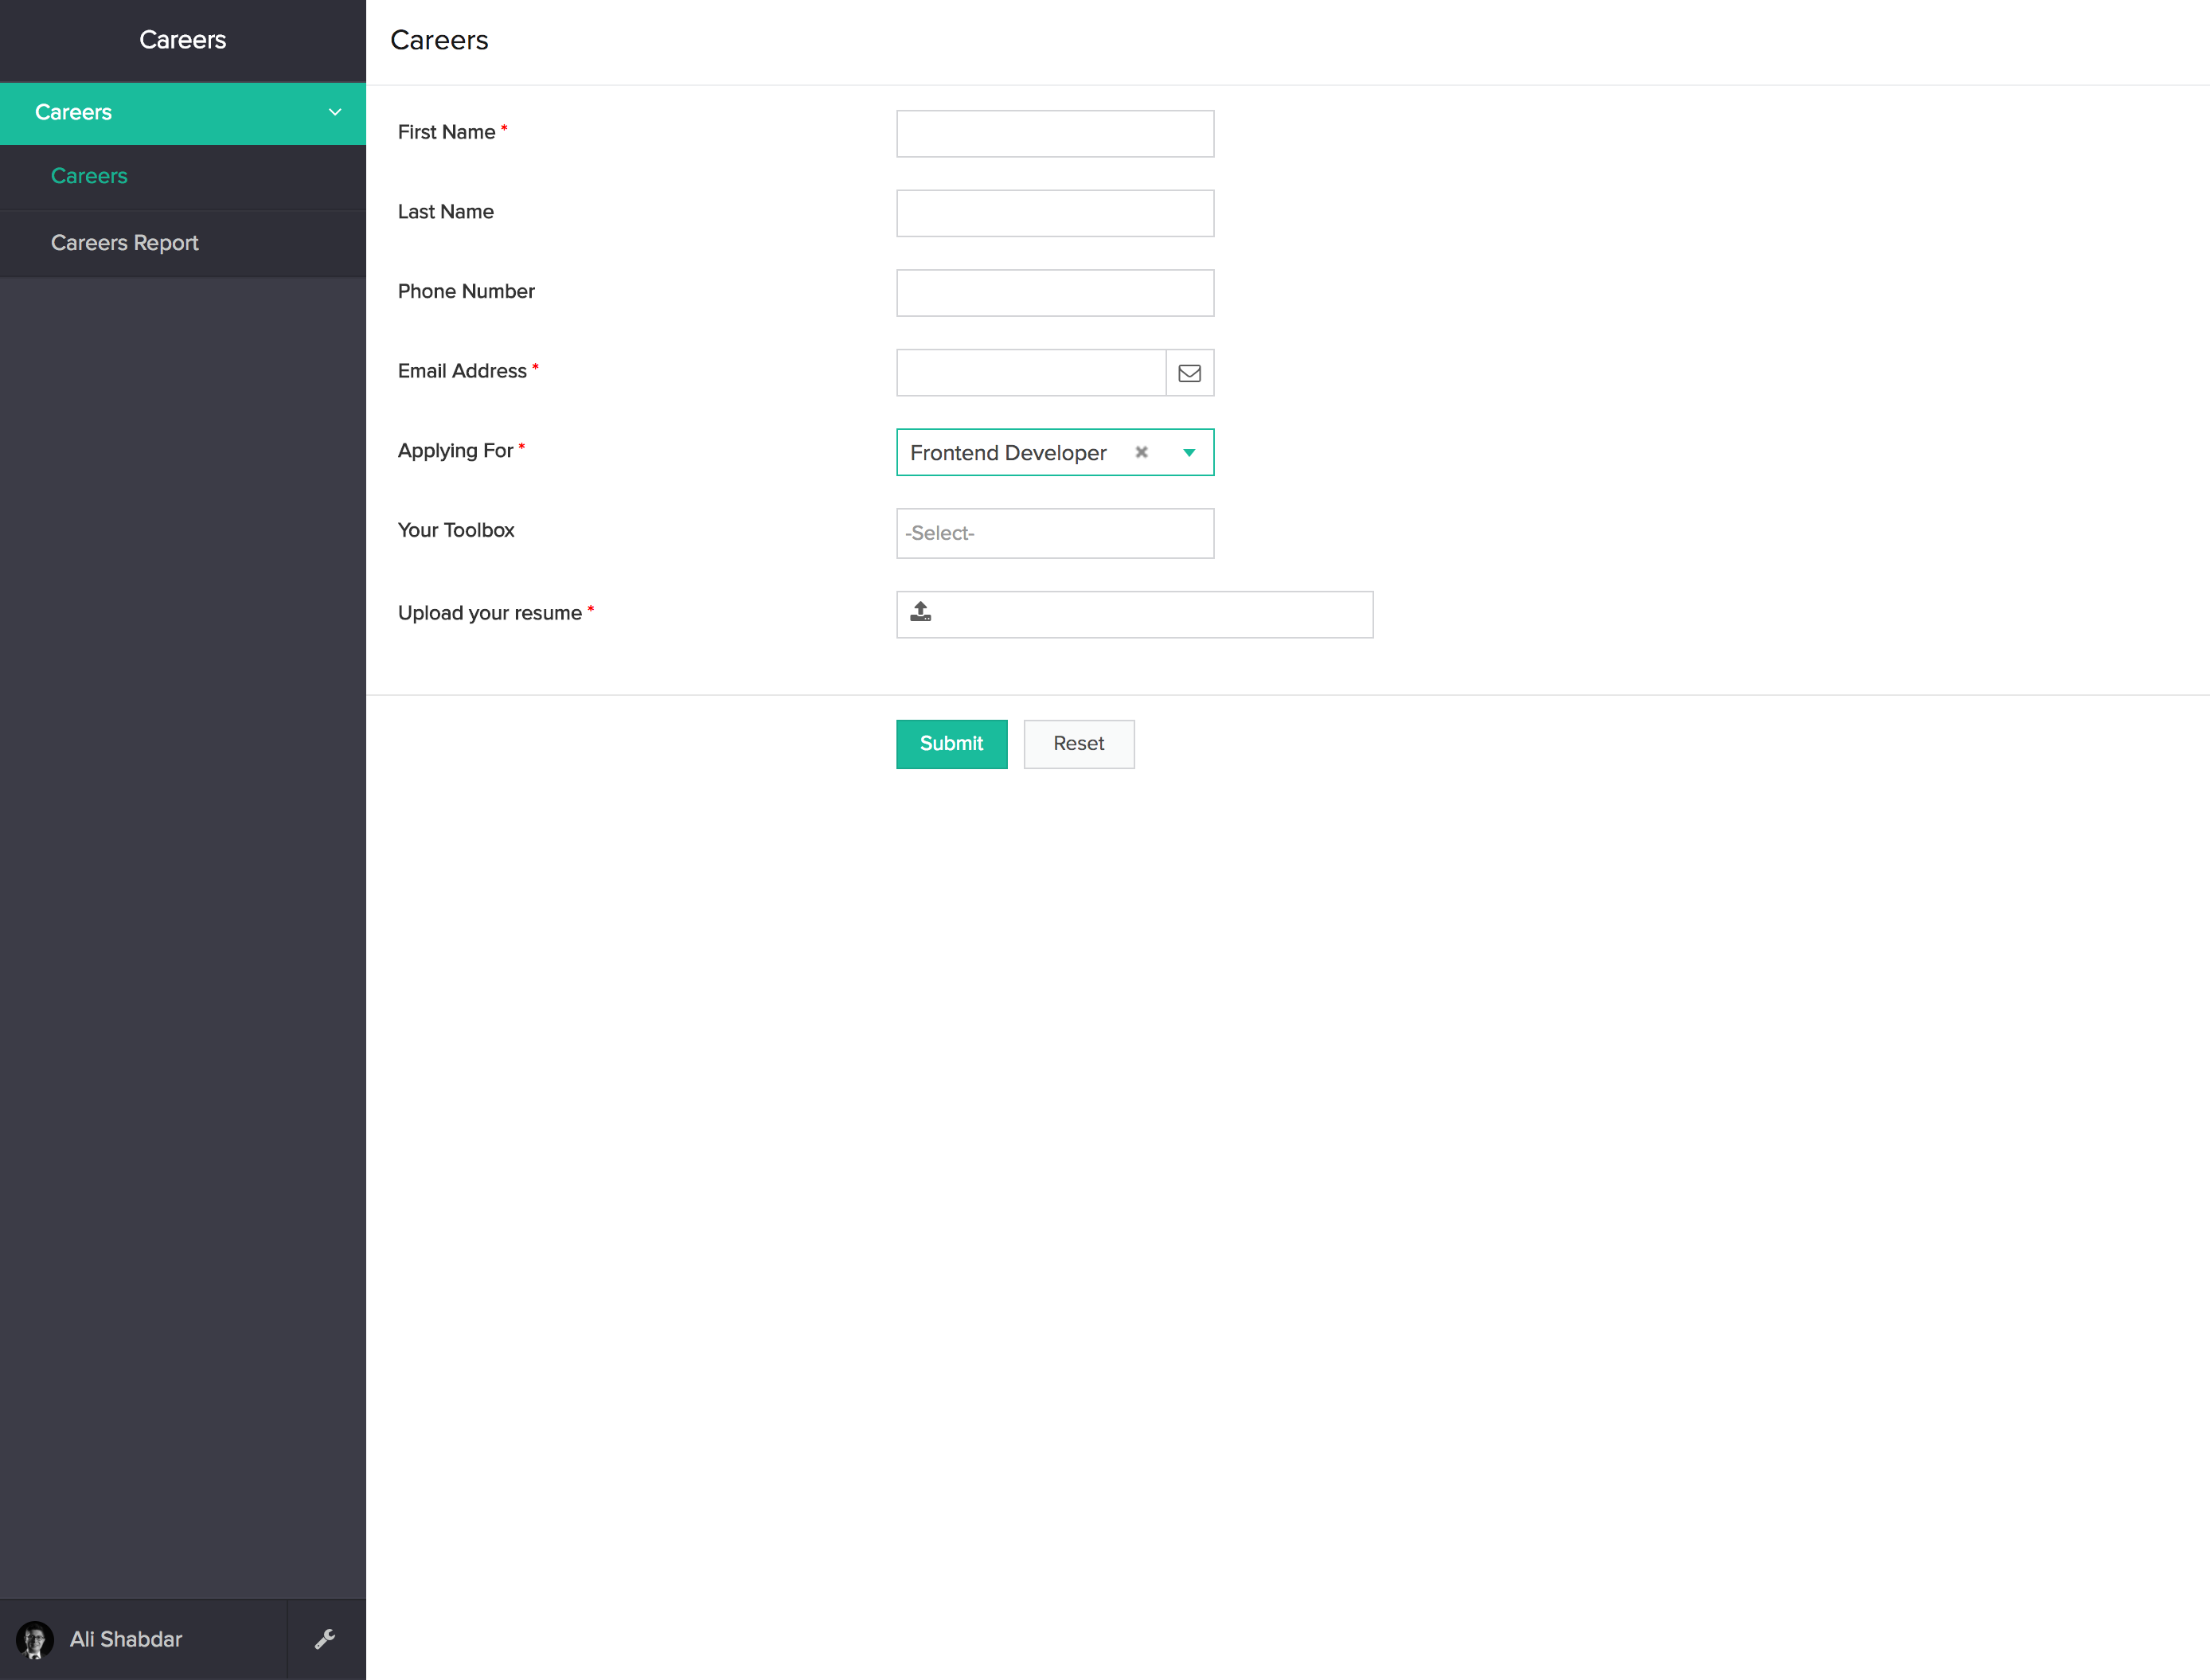 Careers
Careers
Careers
Careers Report
Ali Shabdar
Careers
First Name *
Last Name
Phone Number
Email Address *
Applying For *
Frontend Developer
Your Toolbox
-Select-
Upload your resume *
Submit
Reset